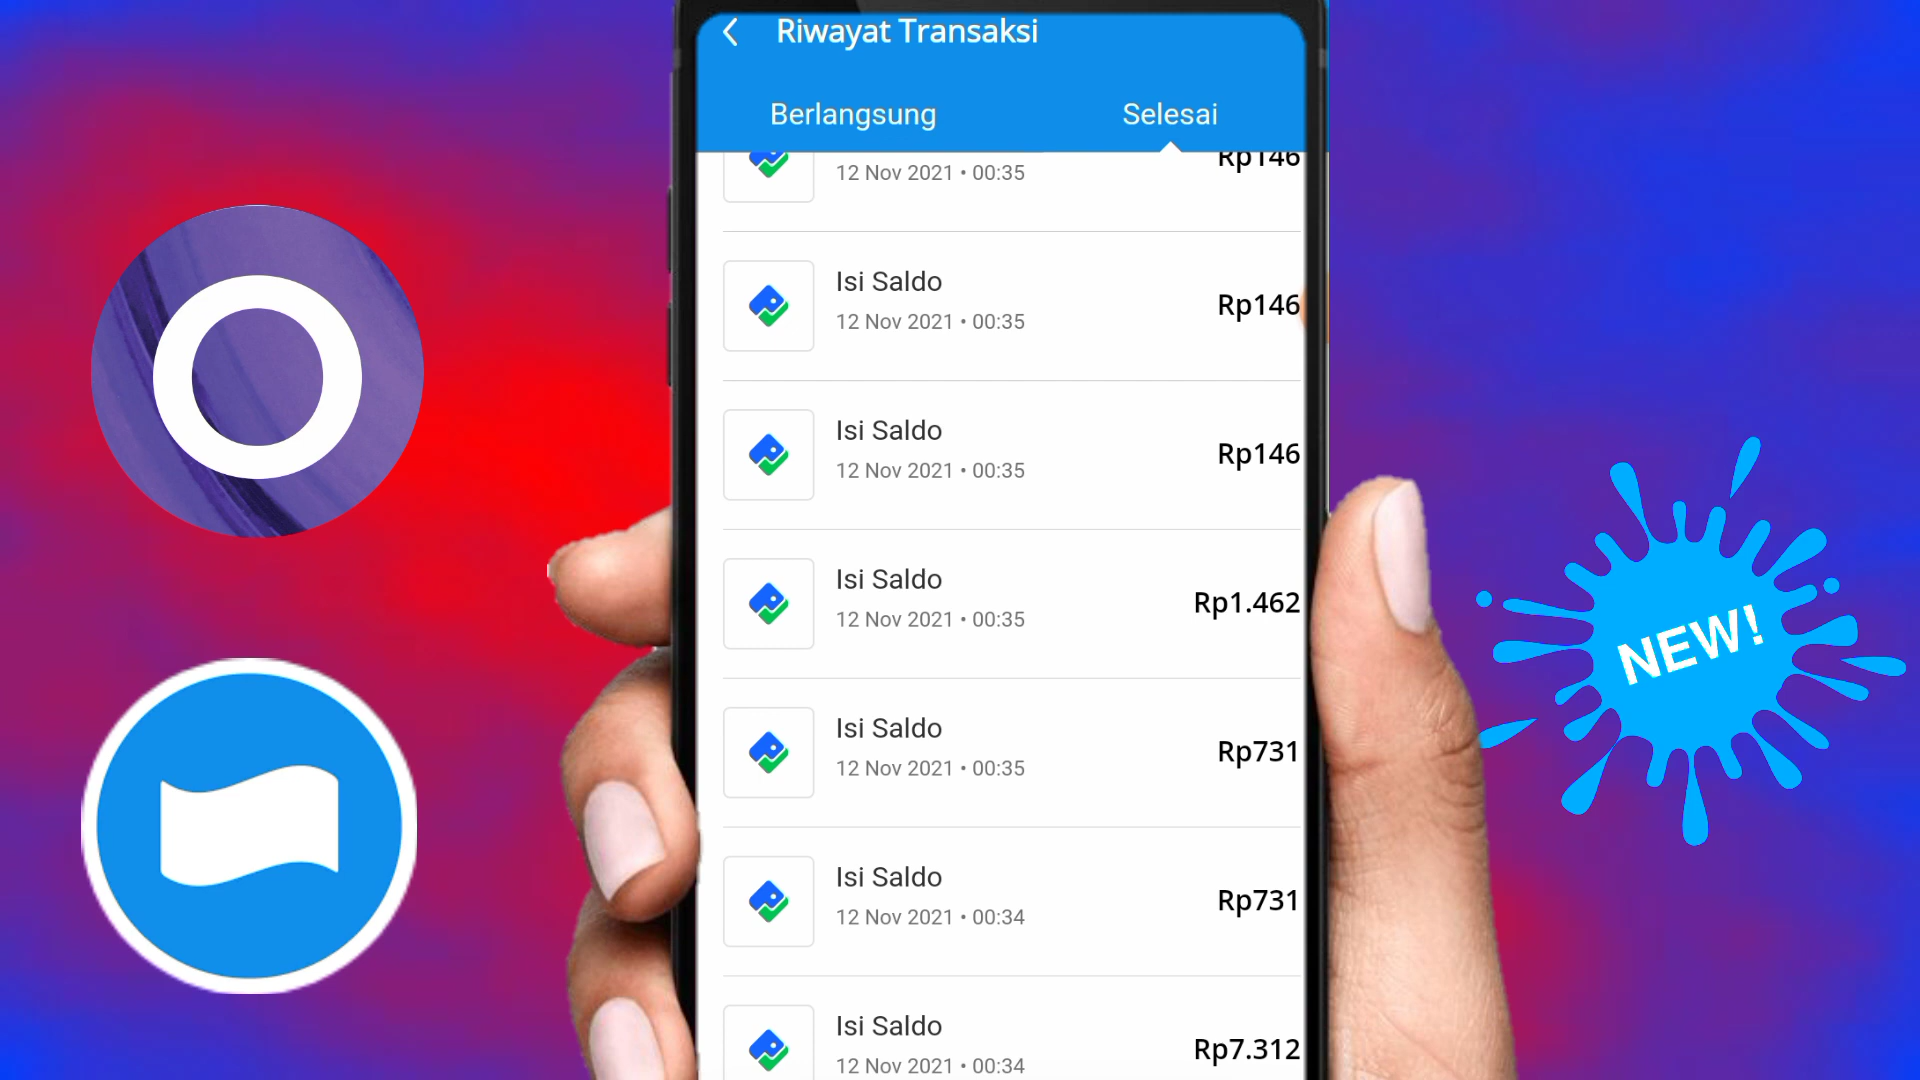 Riwayat Transaksi
Berlangsung
Selesai
12 Nov 2021 • 00:35
Rp146
Isi Saldo
12 Nov 2021 • 00:35
Rp146
Isi Saldo
12 Nov 2021 • 00:35
Rp146
Isi Saldo
12 Nov 2021 • 00:35
Rp1.462
Isi Saldo
12 Nov 2021 • 00:35
Rp731
Isi Saldo
12 Nov 2021 • 00:34
Rp731
Isi Saldo
12 Nov 2021 • 00:34
Rp7.312
NEW!